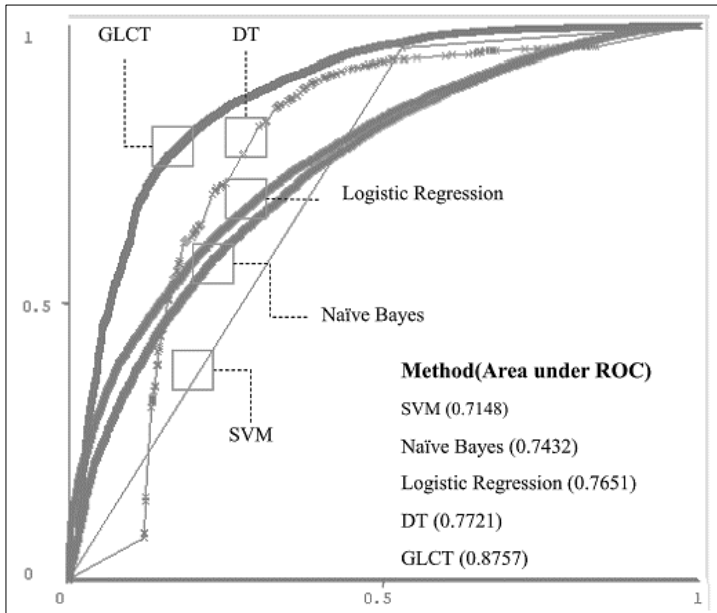 1
GLCT
DT
Logistic Regression
0.5
Naïve Bayes
Method(Area under ROC)
SVM (0.7148)
SVM
Naïve Bayes (0.7432)
Logistic Regression (0.7651)
DT (0.7721)
GLCT (0.8757)
0
0
0.5
1